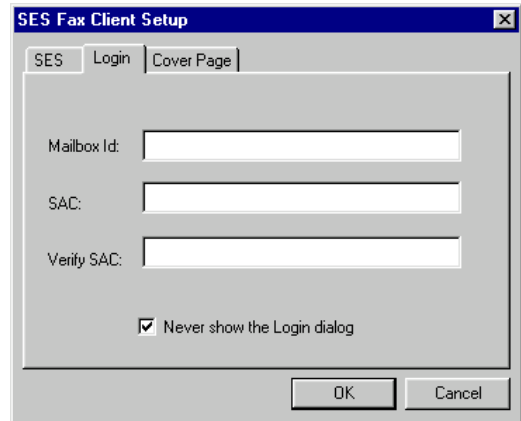 SES Fax Client Setup
SES Login Cover Page
Mailbox Id:
SAC:
Verify SAC:
Never show the Login dialog
OK Cancel